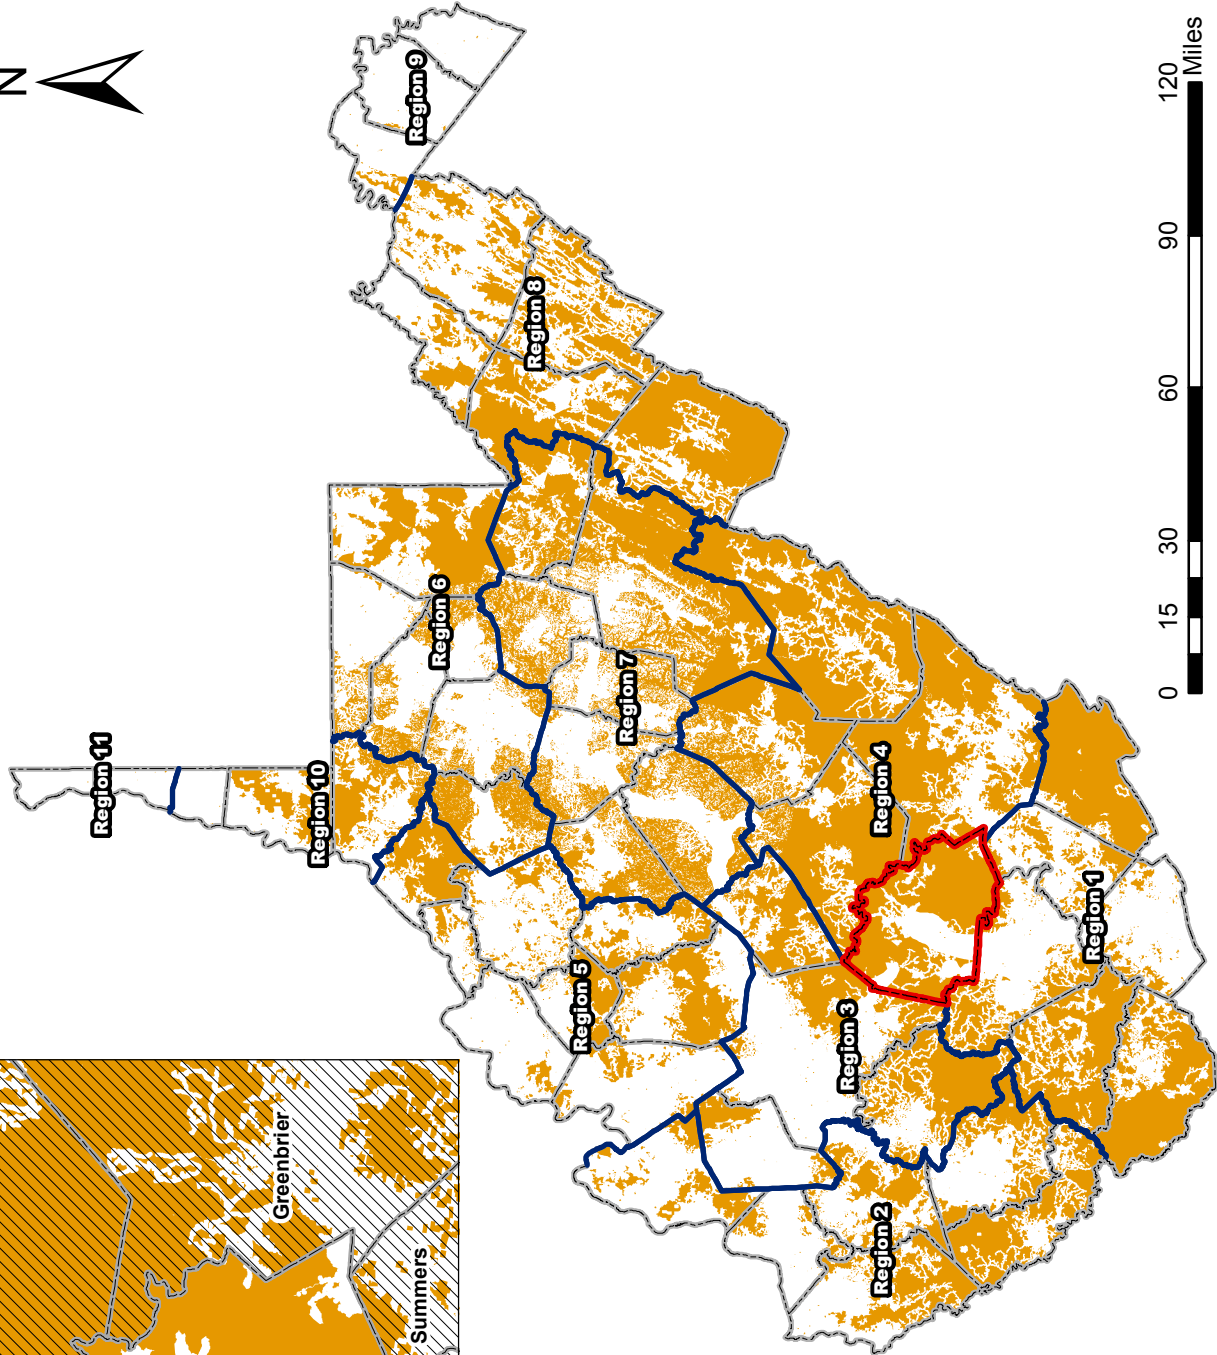 N
Region 9
Region 8
Region 6
Region 11
Region 10
Region 7
Region 4
Region 5
Region 3
Region 1
Region 2
Greenbrier
Summers
0 15 30 60 90 120
Miles